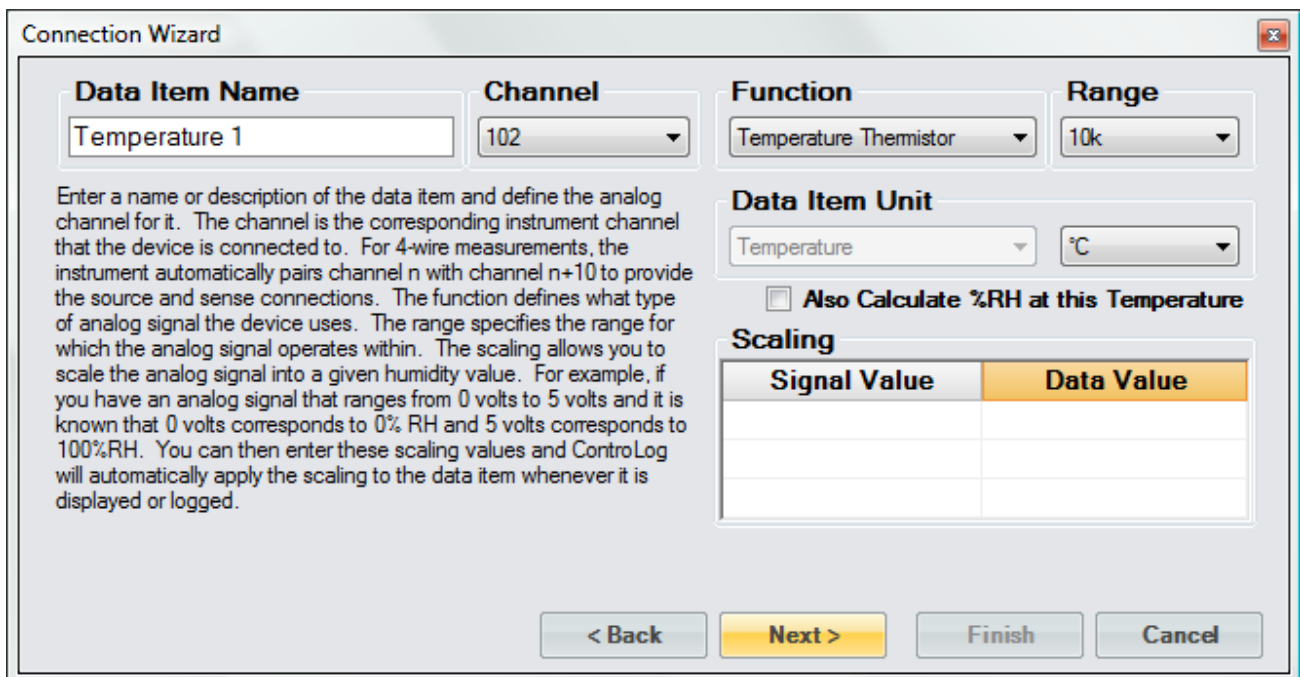 Connection Wizard
Data Item Name
Channel
Function
Range
Temperature 1
102
Temperature Thermistor
10k
Enter a name or description of the data item and define the analog
channel for it. The channel is the corresponding instrument channel
that the device is connected to. For 4-wire measurements, the
instrument automatically pairs channel n with channel n+10 to provide
the source and sense connections. The function defines what type
of analog signal the device uses. The range specifies the range for
which the analog signal operates within. The scaling allows you to
scale the analog signal into a given humidity value. For example, if
you have an analog signal that ranges from 0 volts to 5 volts and it is
known that 0 volts corresponds to 0% RH and 5 volts corresponds to
100%RH. You can then enter these scaling values and ControLog
will automatically apply the scaling to the data item whenever it is
displayed or logged.
Data Item Unit
Temperature
°C
Also Calculate %RH at this Temperature
Scaling
Signal Value
Data Value
< Back
Next >
Finish
Cancel